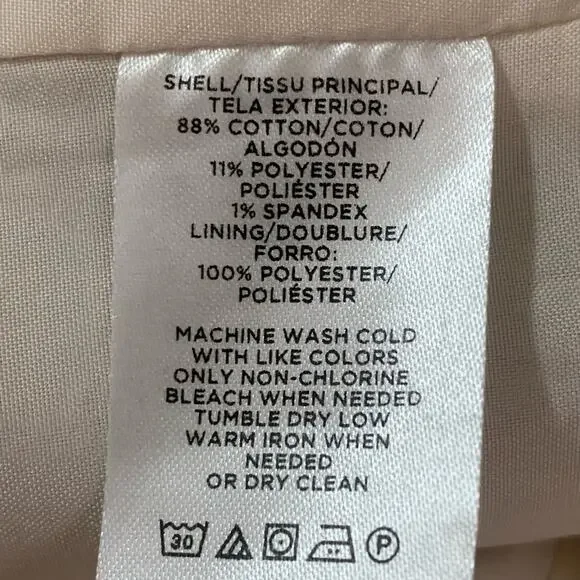 SHELL/TISSU PRINCIPAL/
TELA EXTERIOR:
88% COTTON/COTON/
ALGODÓN
11% POLYESTER/
POLIÉSTER
1% SPANDEX
LINING/DOUBLURE/
FORRO:
100% POLYESTER/
POLIÉSTER
MACHINE WASH COLD
WITH LIKE COLORS
ONLY NON-CHLORINE
BLEACH WHEN NEEDED
TUMBLE DRY LOW
WARM IRON WHEN
NEEDED
OR DRY CLEAN
30 P